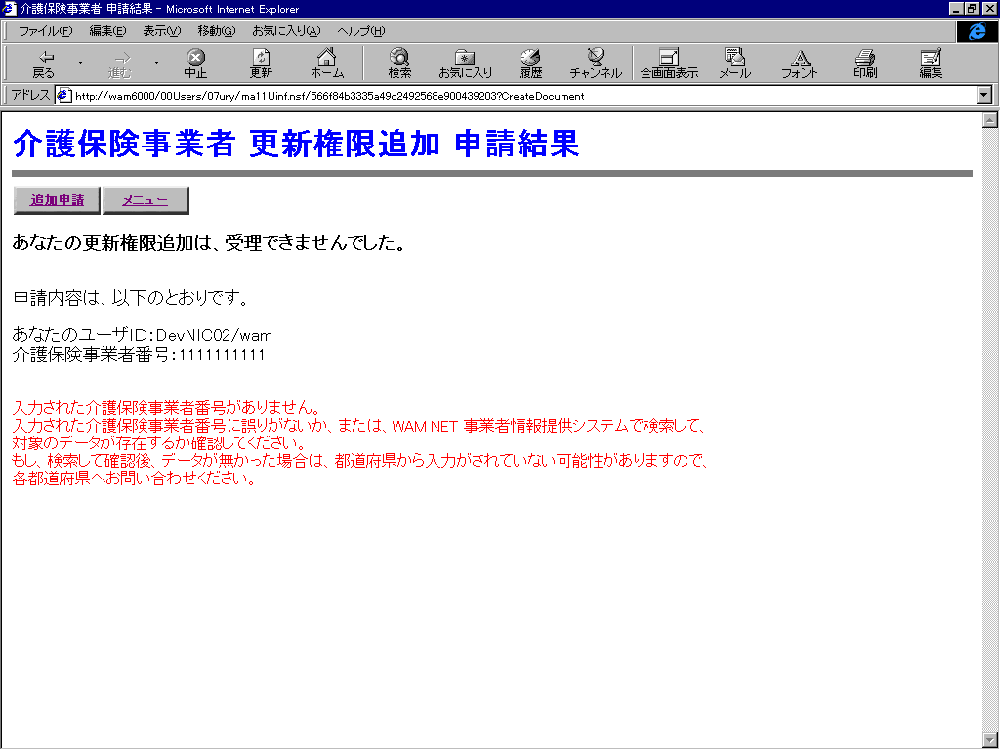 介護保険事業者 申請結果 - Microsoft Internet Explorer
ファイル(F) 編集(E) 表示(V) 移動(G) お気に入り(A) ヘルプ(H)
戻る 進む 中止 更新 ホーム 検索 お気に入り 履歴 チャンネル 全画面表示 メール フォント 印刷 編集
アドレス http://wam6000/00Users/07ury/ma11Uinf.nsf/566f84b3335a49c2492568e900439203?CreateDocument
介護保険事業者 更新権限追加 申請結果
追加申請 メニュー
あなたの更新権限追加は、受理できませんでした。
申請内容は、以下のとおりです。
あなたのユーザID:DevNIC02/wam
介護保険事業者番号:1111111111
入力された介護保険事業者番号がありません。
入力された介護保険事業者番号に誤りがないか、または、WAM NET 事業者情報提供システムで検索して、
対象のデータが存在するか確認してください。
もし、検索して確認後、データが無かった場合は、都道府県から入力がされていない可能性がありますので、
各都道府県へお問い合わせください。